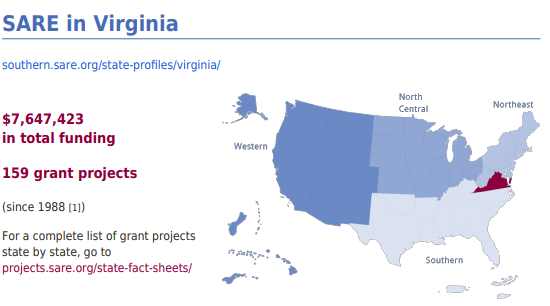 SARE in Virginia
southern.sare.org/state-profiles/virginia/
$7,647,423
in total funding
159 grant projects
(since 1988 [1])
For a complete list of grant projects
state by state, go to
projects.sare.org/state-fact-sheets/
North
Central
Northeast
Western
Southern